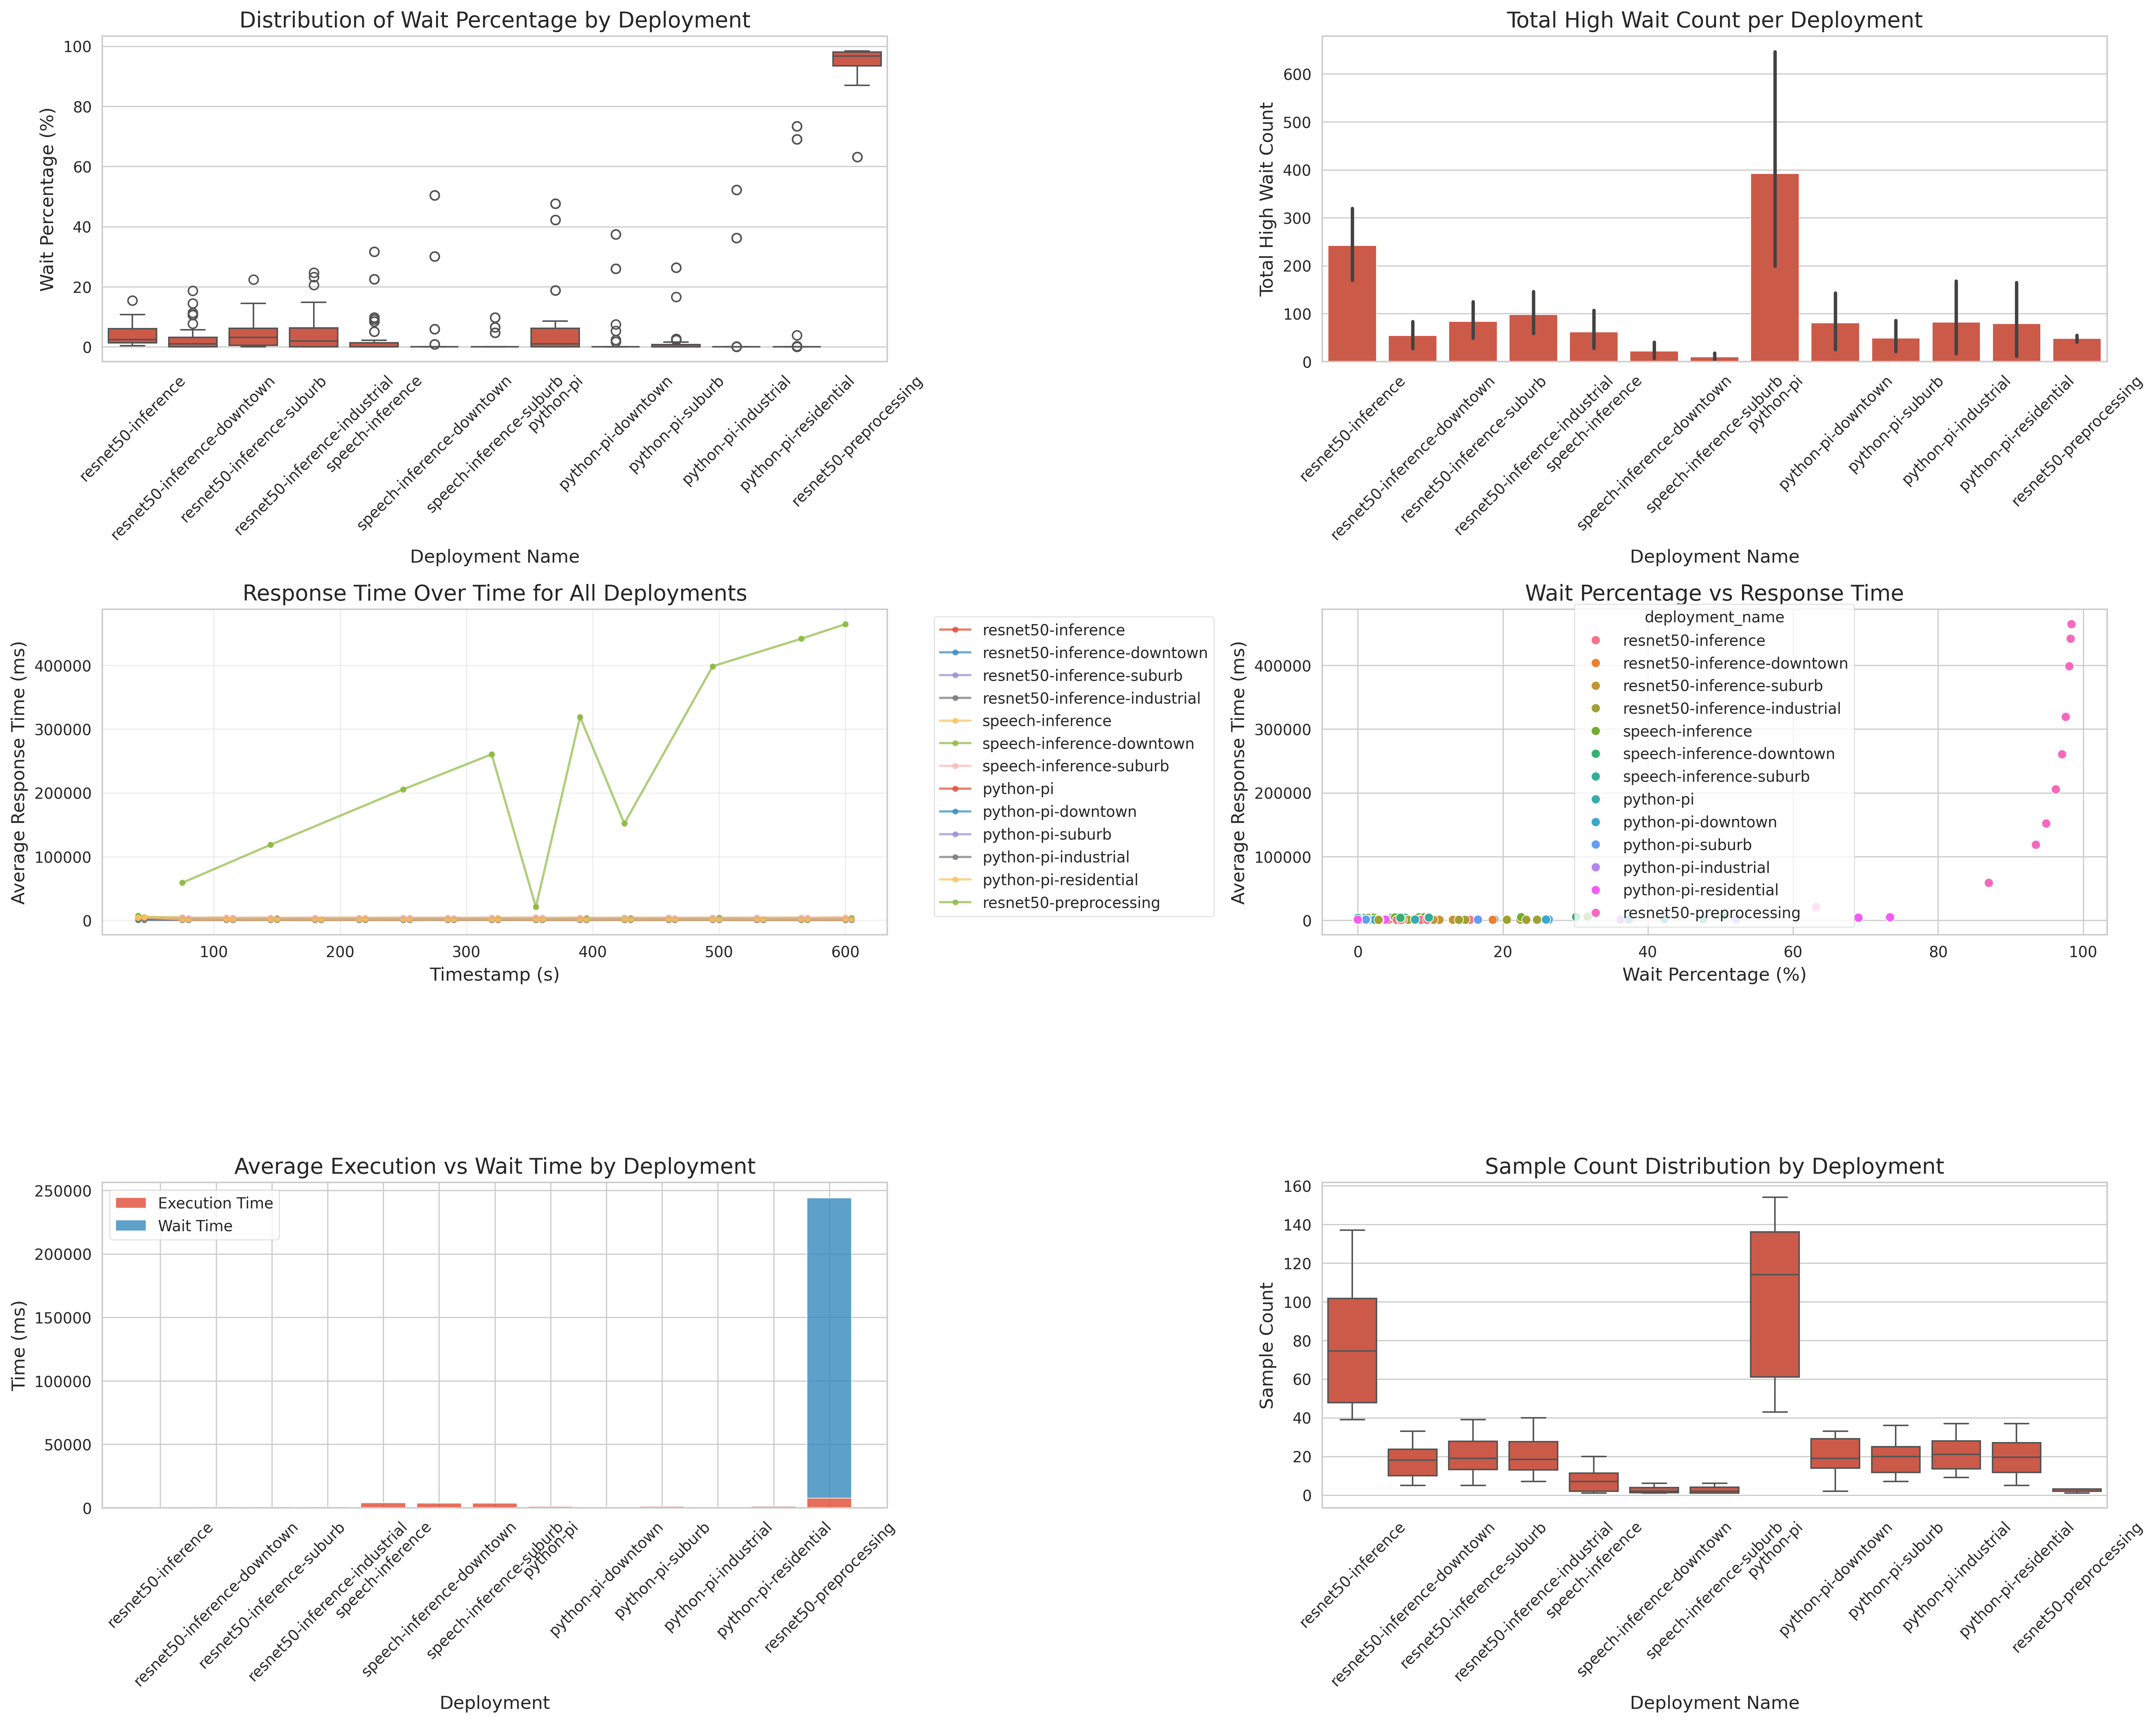 Distribution of Wait Percentage by Deployment
Wait Percentage (%)
100
80
60
40
20
0
resnet50-inference
resnet50-inference-downtown
resnet50-inference-suburb
resnet50-inference-industrial
speech-inference
speech-inference-downtown
speech-inference-suburb
python-pi
python-pi-downtown
python-pi-suburb
python-pi-industrial
python-pi-residential
resnet50-preprocessing
Deployment Name
Total High Wait Count per Deployment
Total High Wait Count
600
500
400
300
200
100
0
resnet50-inference
resnet50-inference-downtown
resnet50-inference-suburb
resnet50-inference-industrial
speech-inference
speech-inference-downtown
speech-inference-suburb
python-pi
python-pi-downtown
python-pi-suburb
python-pi-industrial
python-pi-residential
resnet50-preprocessing
Deployment Name
Response Time Over Time for All Deployments
Average Response Time (ms)
400000
300000
200000
100000
0
100
200
300
400
500
600
Timestamp (s)
resnet50-inference
resnet50-inference-downtown
resnet50-inference-suburb
resnet50-inference-industrial
speech-inference
speech-inference-downtown
speech-inference-suburb
python-pi
python-pi-downtown
python-pi-suburb
python-pi-industrial
python-pi-residential
resnet50-preprocessing
Wait Percentage vs Response Time
Average Response Time (ms)
400000
300000
200000
100000
0
deployment_name
resnet50-inference
resnet50-inference-downtown
resnet50-inference-suburb
resnet50-inference-industrial
speech-inference
speech-inference-downtown
speech-inference-suburb
python-pi
python-pi-downtown
python-pi-suburb
python-pi-industrial
python-pi-residential
resnet50-preprocessing
0
20
40
60
80
100
Wait Percentage (%)
Average Execution vs Wait Time by Deployment
Time (ms)
250000
200000
150000
100000
50000
0
Execution Time
Wait Time
resnet50-inference
resnet50-inference-downtown
resnet50-inference-suburb
resnet50-inference-industrial
speech-inference
speech-inference-downtown
speech-inference-suburb
python-pi
python-pi-downtown
python-pi-suburb
python-pi-industrial
python-pi-residential
resnet50-preprocessing
Deployment
Sample Count Distribution by Deployment
Sample Count
160
140
120
100
80
60
40
20
0
resnet50-inference
resnet50-inference-downtown
resnet50-inference-suburb
resnet50-inference-industrial
speech-inference
speech-inference-downtown
speech-inference-suburb
python-pi
python-pi-downtown
python-pi-suburb
python-pi-industrial
python-pi-residential
resnet50-preprocessing
Deployment Name